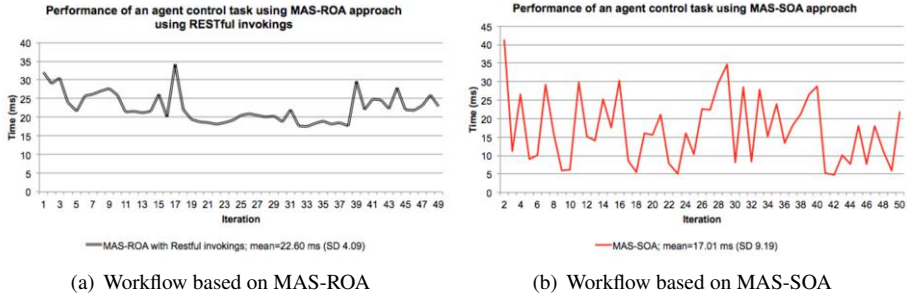 Performance of an agent control task using MAS-ROA approach
using RESTful invokings
40
35
30
25
20
15
10
5
0
Time (ms)
1 3 5 7 9 11 13 15 17 19 21 23 25 27 29 31 33 35 37 39 41 43 45 47 49
Iteration
MAS-ROA with Restful invokings; mean=22.60 ms (SD 4.09)
(a) Workflow based on MAS-ROA
Performance of an agent control task using MAS-SOA approach
45
40
35
30
25
20
15
10
5
0
Time (ms)
2 4 6 8 10 12 14 16 18 20 22 24 26 28 30 32 34 36 38 40 42 44 46 48 50
Iteration
MAS-SOA; mean=17.01 ms (SD 9.19)
(b) Workflow based on MAS-SOA